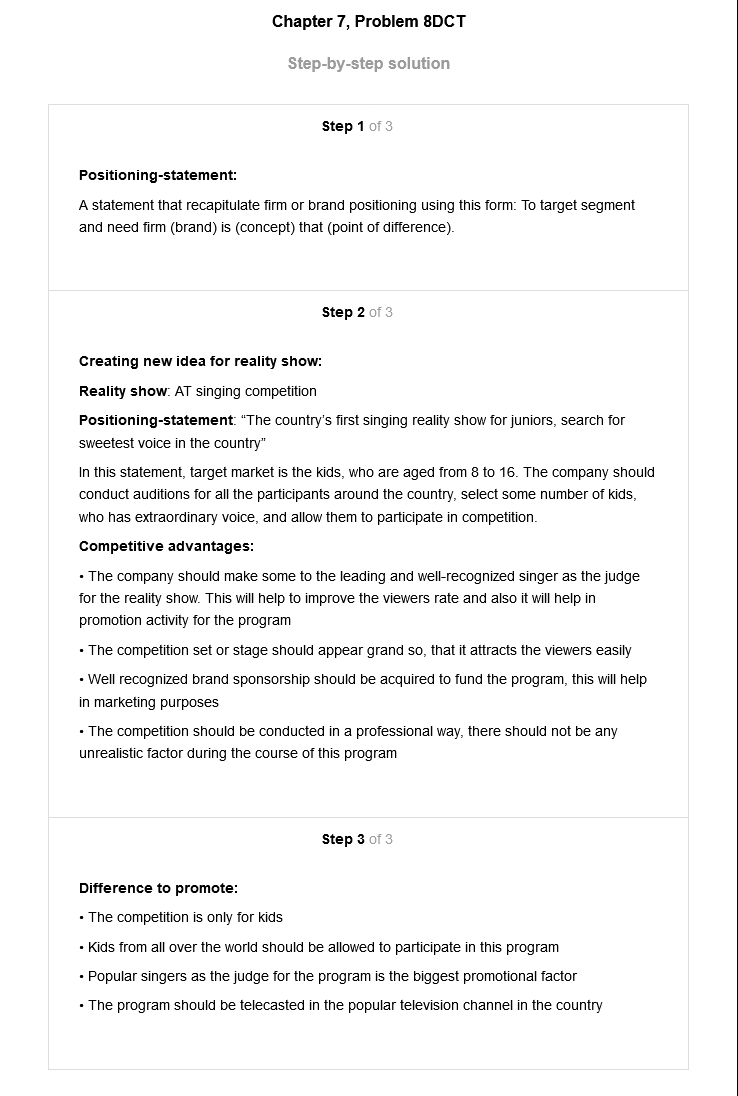 Chapter 7, Problem 8DCT
Step-by-step solution
Step 1 of 3
Positioning-statement:
A statement that recapitulate firm or brand positioning using this form: To target segment
and need firm (brand) is (concept) that (point of difference).
Step 2 of 3
Creating new idea for reality show:
Reality show: AT singing competition
Positioning-statement: “The country’s first singing reality show for juniors, search for
sweetest voice in the country”
In this statement, target market is the kids, who are aged from 8 to 16. The company should
conduct auditions for all the participants around the country, select some number of kids,
who has extraordinary voice, and allow them to participate in competition.
Competitive advantages:
• The company should make some to the leading and well-recognized singer as the judge
for the reality show. This will help to improve the viewers rate and also it will help in
promotion activity for the program
• The competition set or stage should appear grand so, that it attracts the viewers easily
• Well recognized brand sponsorship should be acquired to fund the program, this will help
in marketing purposes
• The competition should be conducted in a professional way, there should not be any
unrealistic factor during the course of this program
Step 3 of 3
Difference to promote:
• The competition is only for kids
• Kids from all over the world should be allowed to participate in this program
• Popular singers as the judge for the program is the biggest promotional factor
• The program should be telecasted in the popular television channel in the country